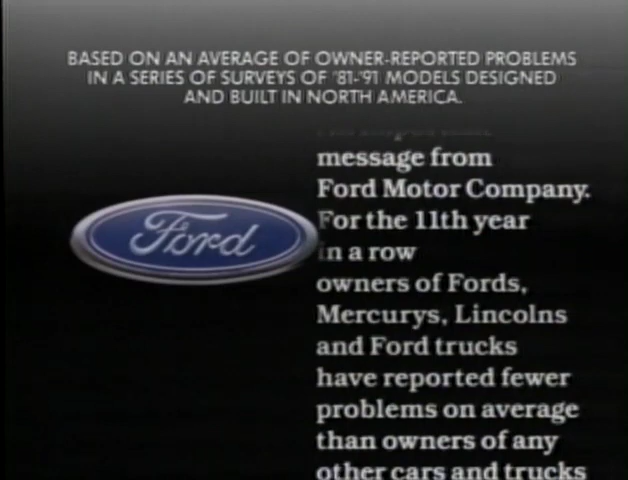 BASED ON AN AVERAGE OF OWNER-REPORTED PROBLEMS
IN A SERIES OF SURVEYS OF '81-'91 MODELS DESIGNED
AND BUILT IN NORTH AMERICA.
message from
Ford Motor Company.
Ford
For the 11th year
in a row
owners of Fords,
Mercurys, Lincolns
and Ford trucks
have reported fewer
problems on average
than owners of any
other cars and trucks